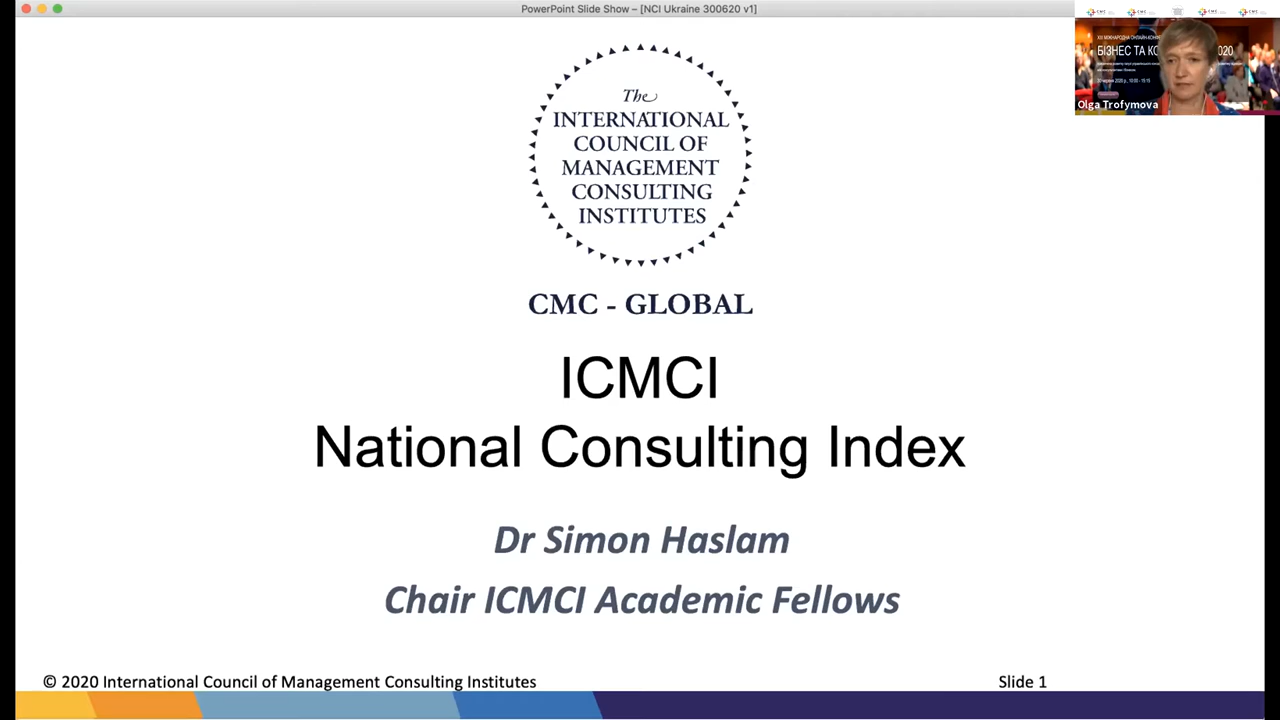 PowerPoint Slide Show – [NCI Ukraine 300620 v1]
The
INTERNATIONAL
COUNCIL OF
MANAGEMENT
CONSULTING
INSTITUTES
CMC - GLOBAL
ICMCI
National Consulting Index
Dr Simon Haslam
Chair ICMCI Academic Fellows
© 2020 International Council of Management Consulting Institutes
Slide 1
БІЗНЕС ТА
Olga Trofymova